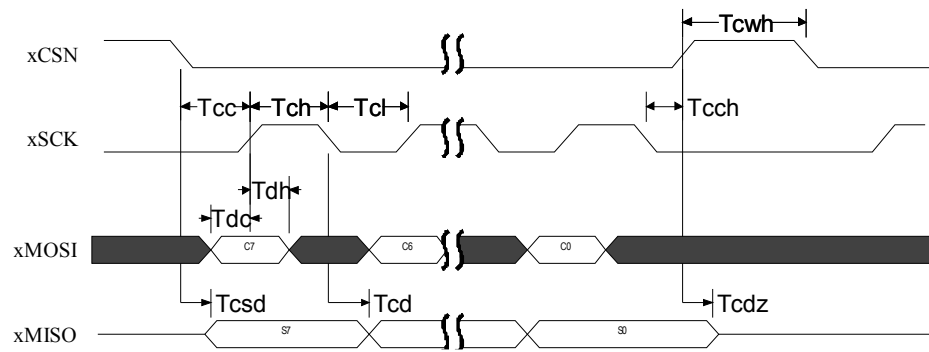 Tcwh
xCSN
Tcc Tch Tcl Tcch
xSCK
Tdh
Tdc
xMOSI C7 C6 C0
Tcsd Tcd Tcdz
xMISO S7 S0